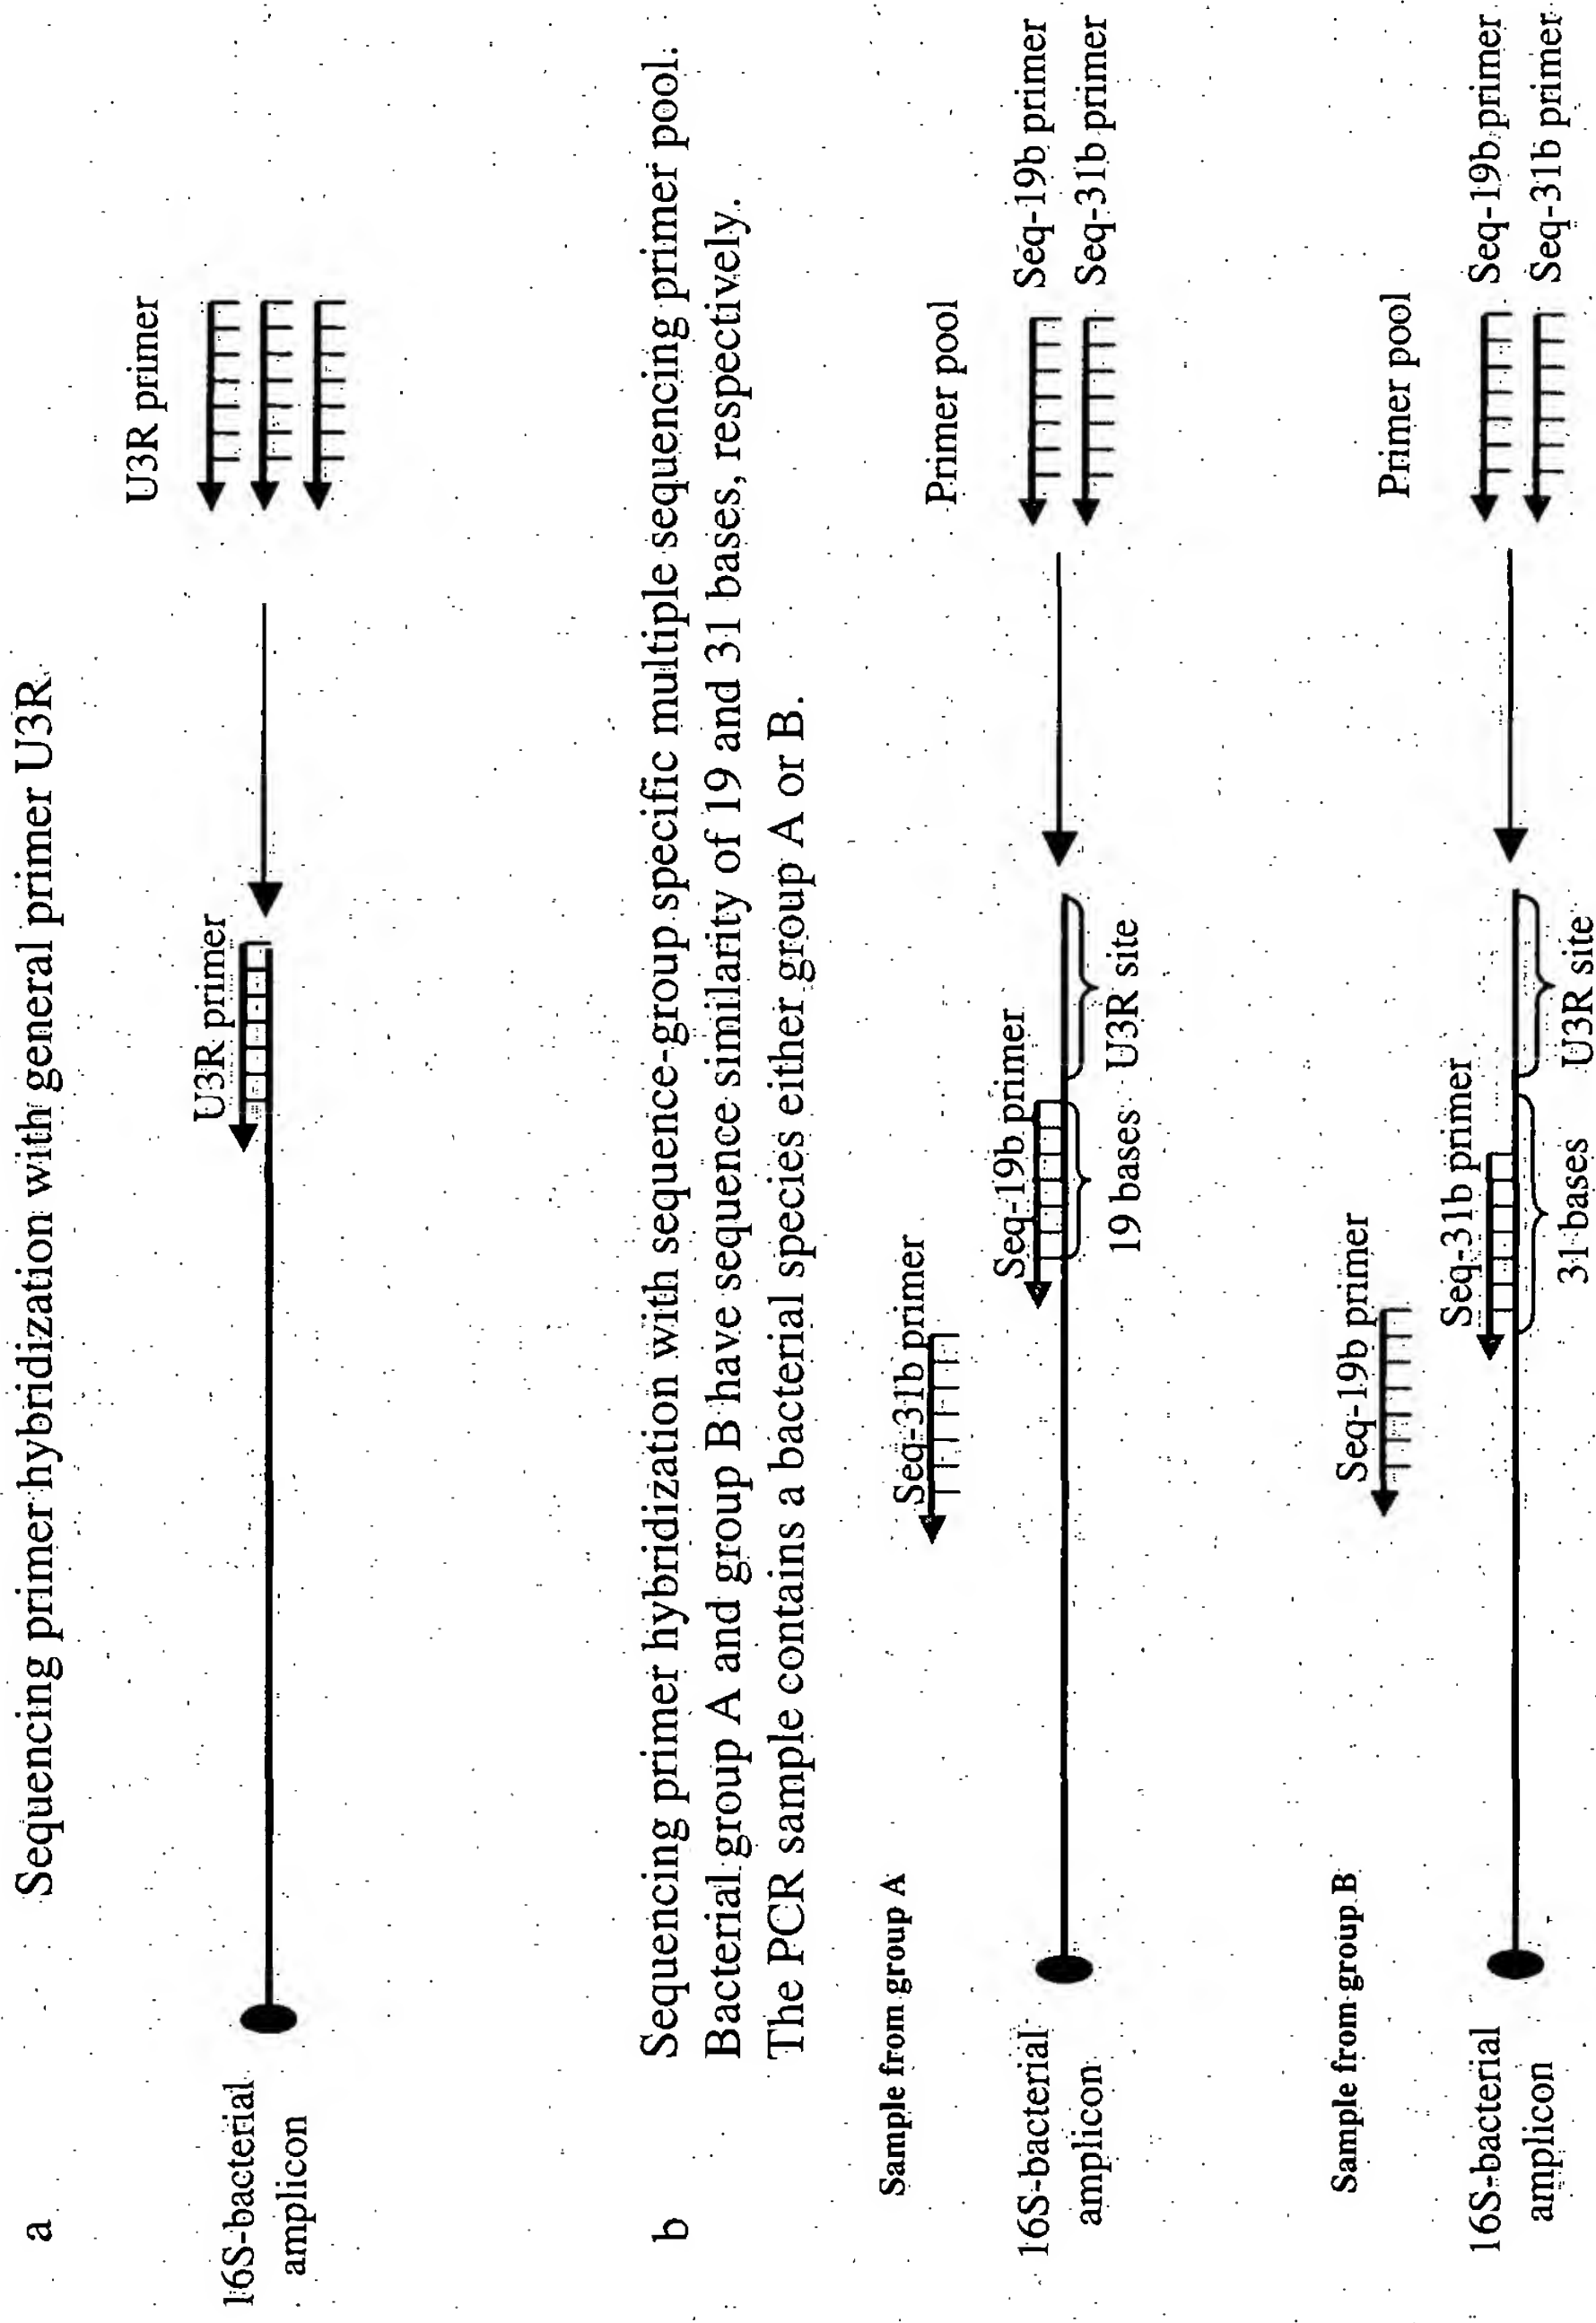 a
Sequencing primer hybridization with general primer U3R
U3R primer
U3R primer
16S-bacterial
amplicon
b
Sequencing primer hybridization with sequence-group specific multiple sequencing primer pool.
Bacterial group A and group B have sequence similarity of 19 and 31 bases, respectively.
The PCR sample contains a bacterial species either group A or B.
Sample from group A
Seq-31b primer
Primer pool
Seq-19b primer
Seq-19b primer
Seq-31b primer
16S-bacterial
amplicon
19 bases
U3R site
Sample from group B
Seq-19b primer
Primer pool
Seq-31b primer
Seq-19b primer
Seq-31b primer
16S-bacterial
amplicon
31 bases
U3R site